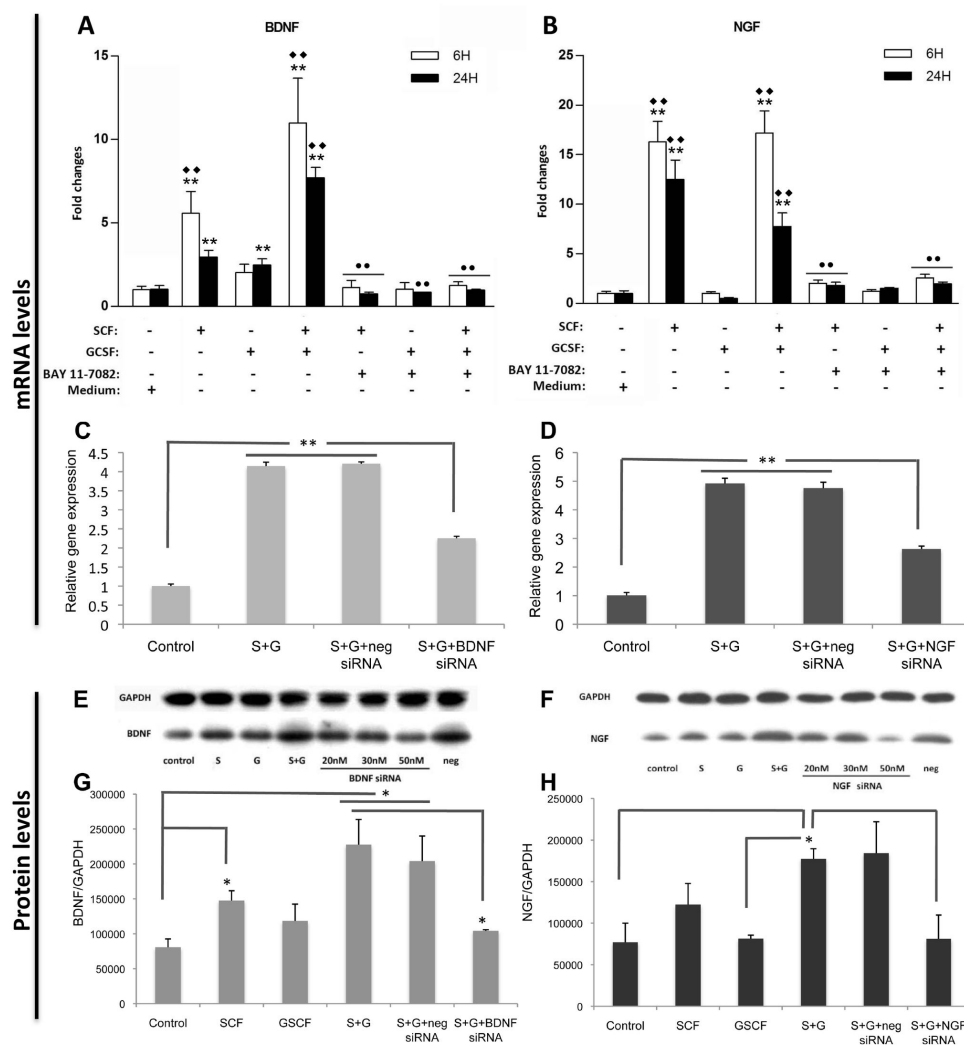 mRNA levels
Protein levels
A
BDNF
15
10
5
0
Fold changes
6H
24H
◆◆
**
**
**
◆◆
**
◆◆
**
●●
●●
●●
SCF: - + - + + - +
GCSF: - - + + - + +
BAY 11-7082: - - - - + + +
Medium: + - - - - - -
B
NGF
25
20
15
10
5
0
Fold changes
6H
24H
◆◆
**
◆◆
**
◆◆
**
◆◆
**
●●
●●
SCF: - + - + + - +
GCSF: - - + + - + +
BAY 11-7082: - - - - + + +
Medium: + - - - - - -
C
**
4.5
4
3.5
3
2.5
2
1.5
1
0.5
0
Relative gene expression
Control S+G S+G+neg S+G+BDNF
siRNA siRNA
D
**
6
5
4
3
2
1
0
Relative gene expression
Control S+G S+G+neg S+G+NGF
siRNA siRNA
E
GAPDH
BDNF
control S G S+G 20nM 30nM 50nM neg
BDNF siRNA
F
GAPDH
NGF
control S G S+G 20nM 30nM 50nM neg
NGF siRNA
G
*
*
*
300000
250000
200000
150000
100000
50000
0
BDNF/GAPDH
Control SCF GSCF S+G S+G+neg S+G+BDNF
siRNA siRNA
H
*
250000
200000
150000
100000
50000
0
NGF/GAPDH
Control SCF GSCF S+G S+G+neg S+G+NGF
siRNA siRNA